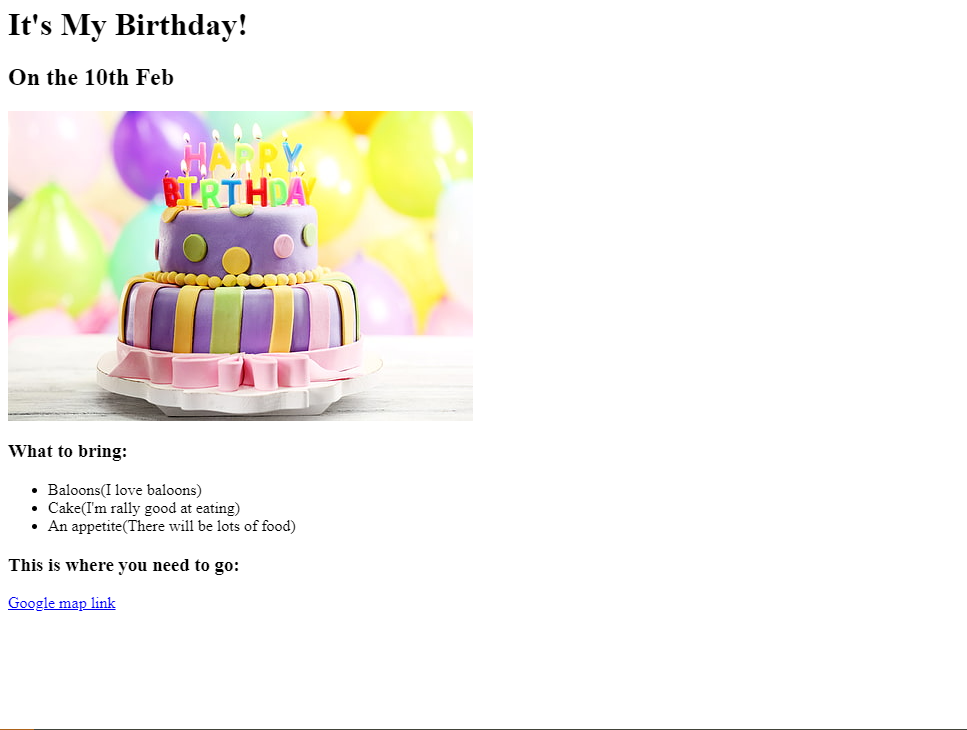 It's My Birthday!
On the 10th Feb
HAPPY
BIRTHDAY
What to bring:
Baloons(I love baloons)
Cake(I'm rally good at eating)
An appetite(There will be lots of food)
This is where you need to go:
Google map link